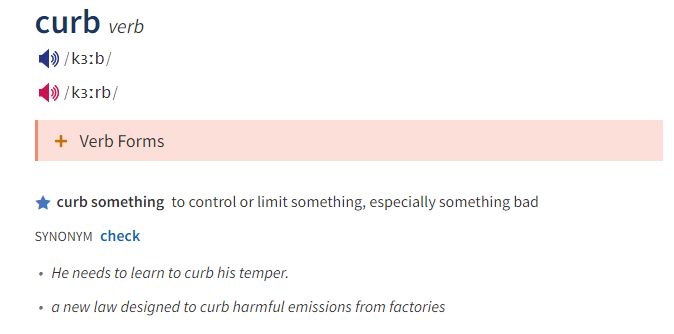 curb verb
/kɜːb/
/kɜːrb/
+ Verb Forms
curb something to control or limit something, especially something bad
SYNONYM check
• He needs to learn to curb his temper.
• a new law designed to curb harmful emissions from factories